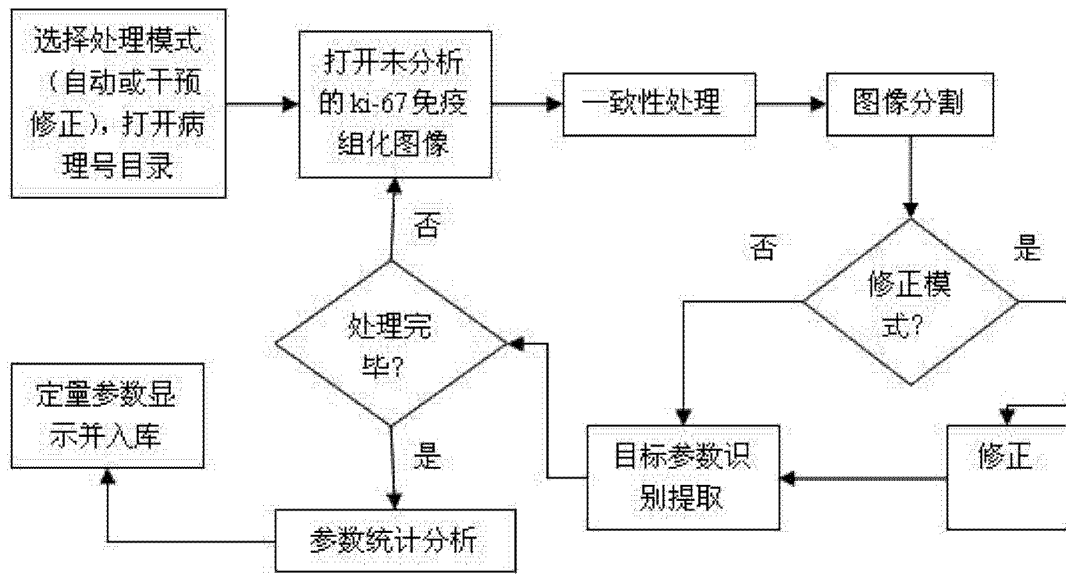 选择处理模式
（自动或干预
修正），打开病
理号目录
打开未分析
的ki-67免疫
组化图像
一致性处理
图像分割
否
否
是
修正模
式?
处理完
毕?
定量参数显
示并入库
是
目标参数识
别提取
修正
参数统计分析